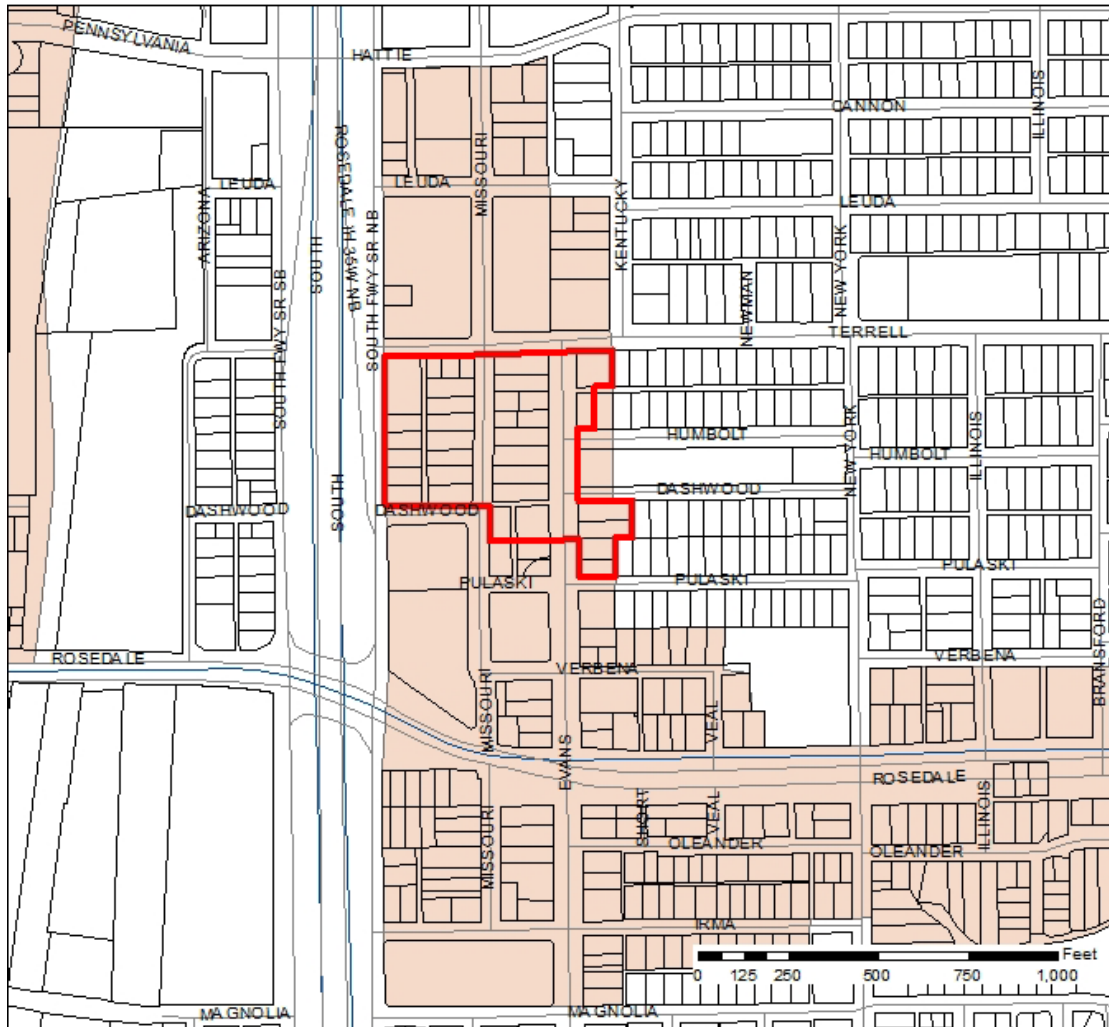 PENNSYLVANIA
HATTIE
CANNON
ILLINOIS
ROSEDALE IH 35W NB
MISSOURI
LEUDA
LEUDA
LEUDA
ARIZONA
KENTUCKY
SOUTH
SOUTH FWY SR NB
SOUTH FWY SR SB
NEW YORK
NEWMAN
TERRELL
HUMBOLT
HUMBOLT
NEW YORK
ILLINOIS
DASHWOOD
DASHWOOD
DASHWOOD
SOUTH
PULASKI
PULASKI
PULASKI
BRANSFORD
ROSEDALE
VERBENA
VERBENA
MISSOURI
VEAL
EVANS
ROSEDALE
SHORT
VEAL
ILLINOIS
MISSOURI
OLEANDER
OLEANDER
IRMA
Feet
0 125 250 500 750 1,000
MAGNOLIA
MAGNOLIA